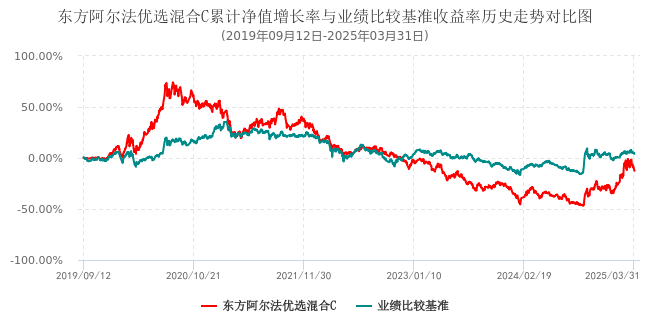 东方阿尔法优选混合C累计净值增长率与业绩比较基准收益率历史走势对比图
(2019年09月12日-2025年03月31日)
100.00%
50.00%
0.00%
-50.00%
-100.00%
2019/09/12 2020/10/21 2021/11/30 2023/01/10 2024/02/19 2025/03/31
东方阿尔法优选混合C 业绩比较基准